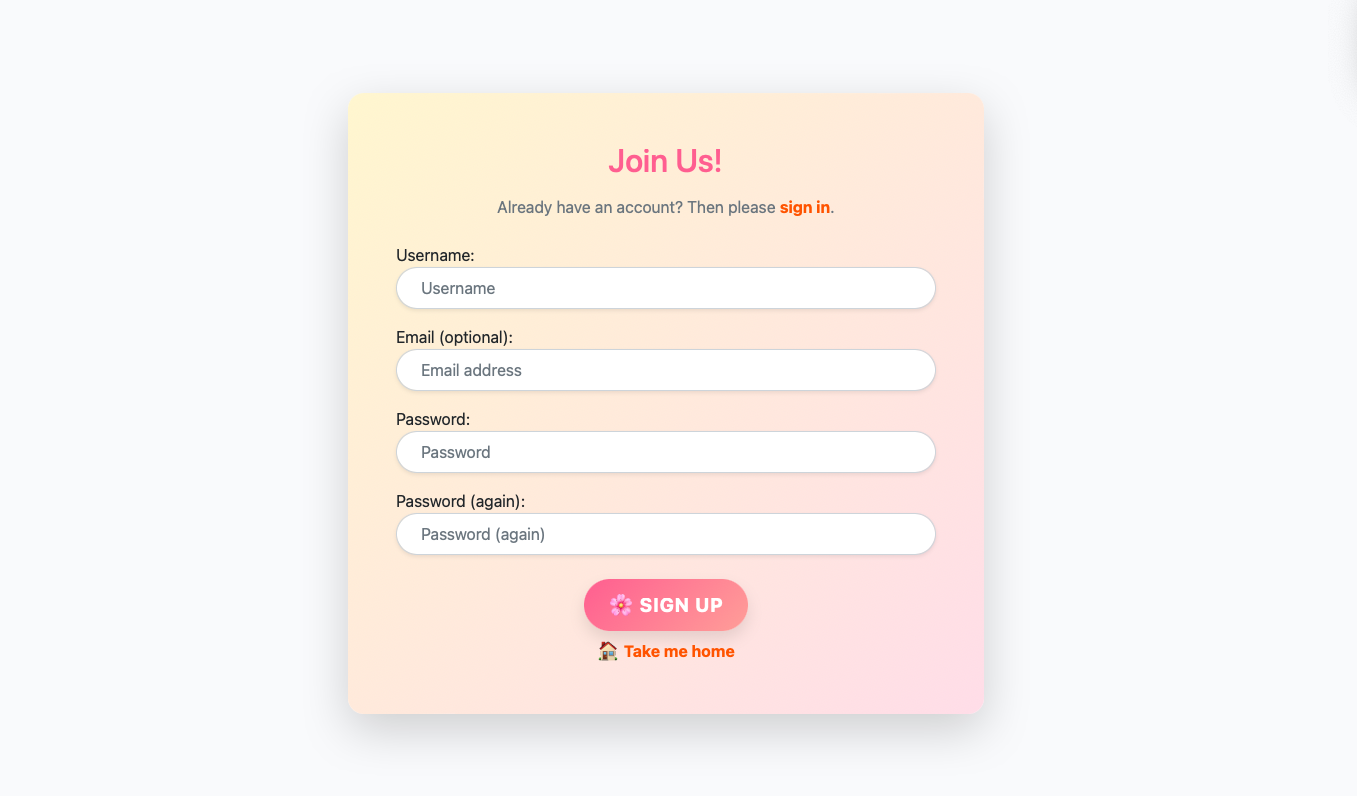 Join Us!
Already have an account? Then please sign in.
Username:
Username
Email (optional):
Email address
Password:
Password
Password (again):
Password (again)
🌸 SIGN UP
🏠 Take me home